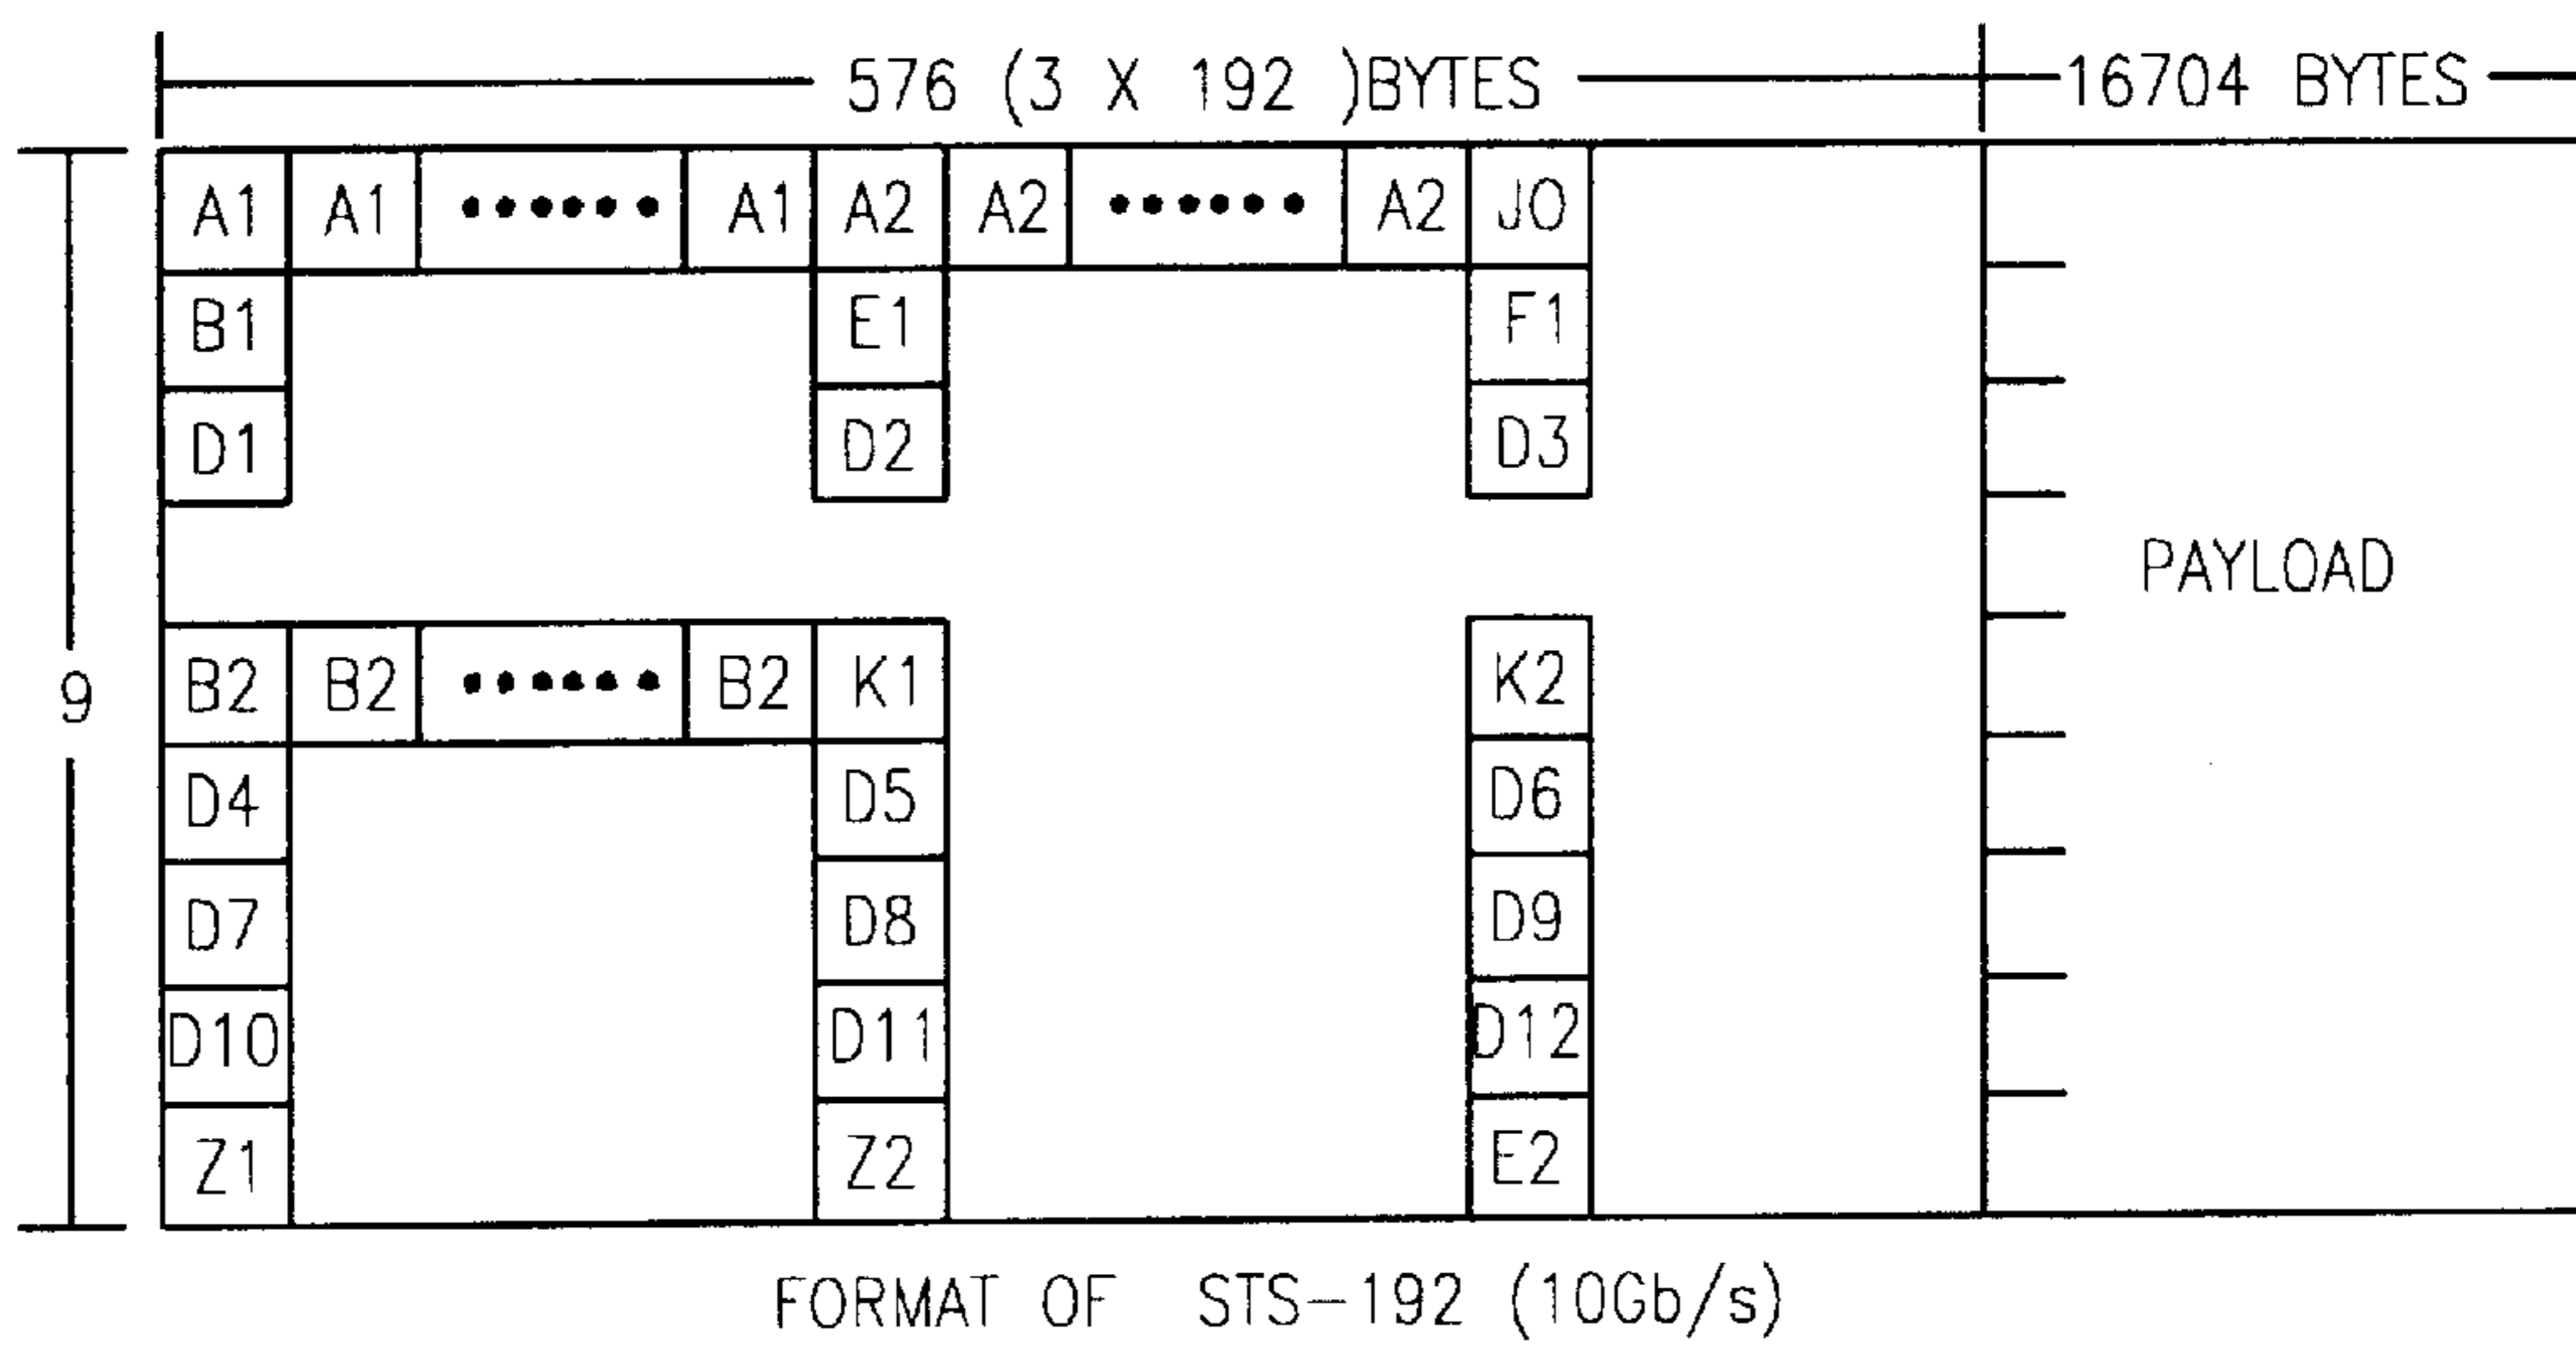 576 (3 X 192 )BYTES 16704 BYTES
A1 A1 •••••• A1 A2 A2 •••••• A2 J0
B1 E1 F1
D1 D2 D3
PAYLOAD
9
B2 B2 •••••• B2 K1 K2
D4 D5 D6
D7 D8 D9
D10 D11 D12
Z1 Z2 E2
FORMAT OF STS-192 (10Gb/s)